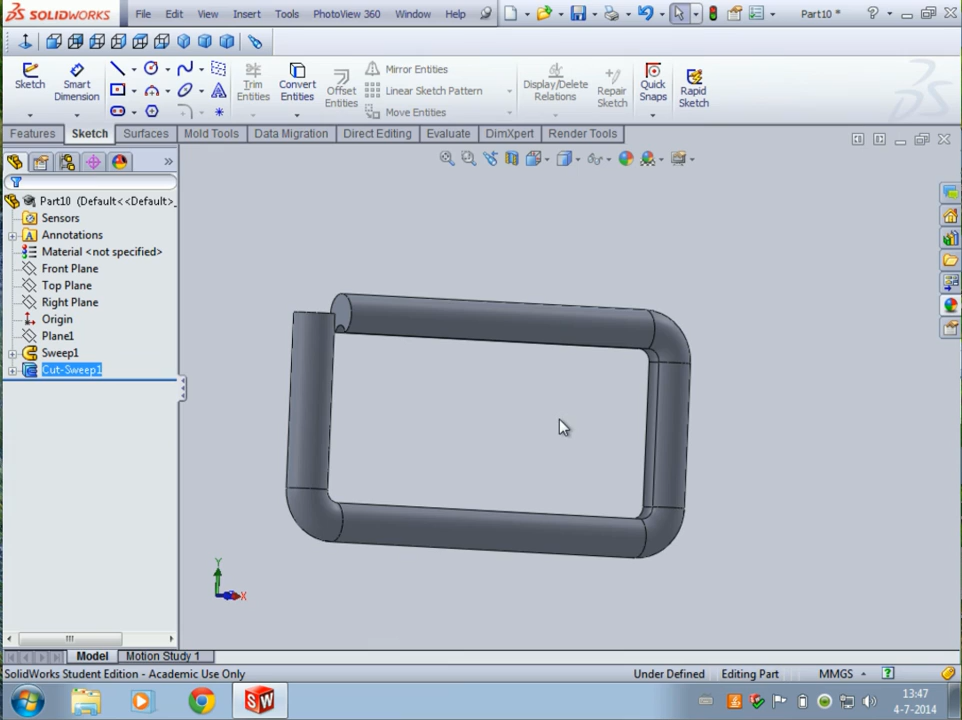 SOLIDWORKS File Edit View Insert Tools PhotoView 360 Window Help Part10 * ?
Sketch
Smart Dimension
Trim Entities
Convert Entities
Offset Entities
Mirror Entities
Linear Sketch Pattern
Move Entities
Display/Delete Relations
Repair Sketch
Quick Snaps
Rapid Sketch
Features Sketch Surfaces Mold Tools Data Migration Direct Editing Evaluate DimXpert Render Tools
»
Part10 (Default<<Default>_
Sensors
Annotations
Material <not specified>
Front Plane
Top Plane
Right Plane
Origin
Plane1
Sweep1
Cut-Sweep1
Y
X
Model Motion Study 1
SolidWorks Student Edition - Academic Use Only Under Defined Editing Part MMGS ?
SW
13:47
4-7-2014